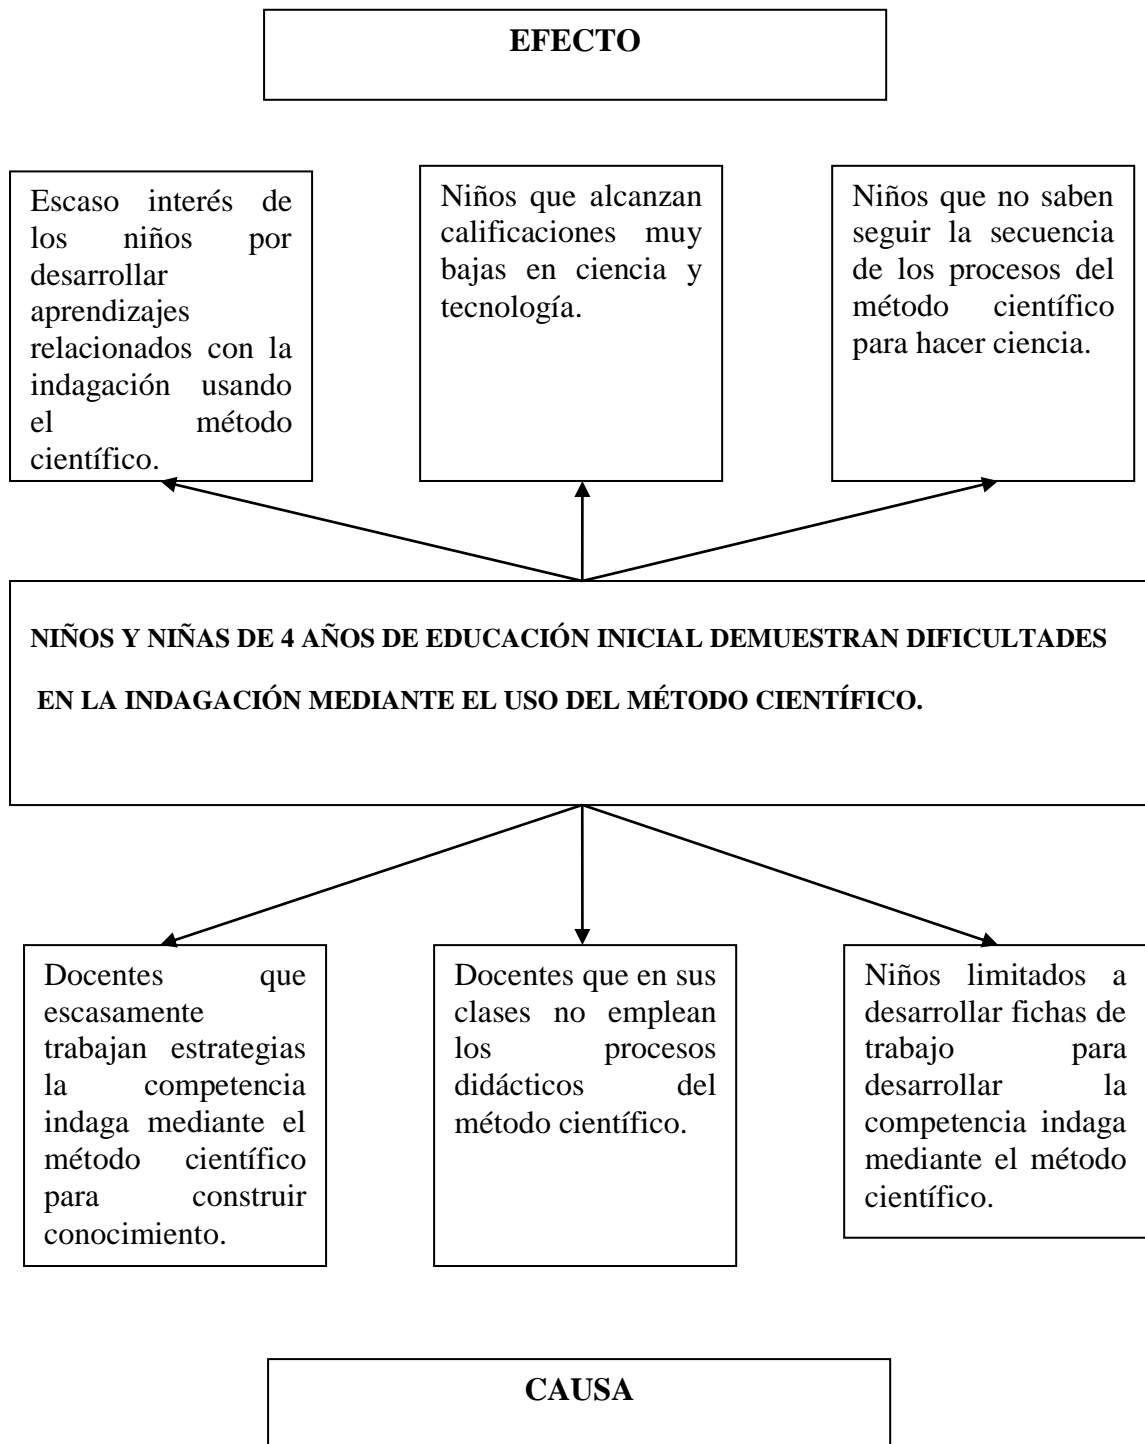 EFECTO
Escaso interés de
los niños por
desarrollar
aprendizajes
relacionados con la
indagación usando
el método
científico.
Niños que alcanzan
calificaciones muy
bajas en ciencia y
tecnología.
Niños que no saben
seguir la secuencia
de los procesos del
método científico
para hacer ciencia.
NIÑOS Y NIÑAS DE 4 AÑOS DE EDUCACIÓN INICIAL DEMUESTRAN DIFICULTADES
EN LA INDAGACIÓN MEDIANTE EL USO DEL MÉTODO CIENTÍFICO.
Docentes que
escasamente
trabajan estrategias
la competencia
indaga mediante el
método científico
para construir
conocimiento.
Docentes que en sus
clases no emplean
los procesos
didácticos del
método científico.
Niños limitados a
desarrollar fichas de
trabajo para
desarrollar la
competencia indaga
mediante el método
científico.
CAUSA